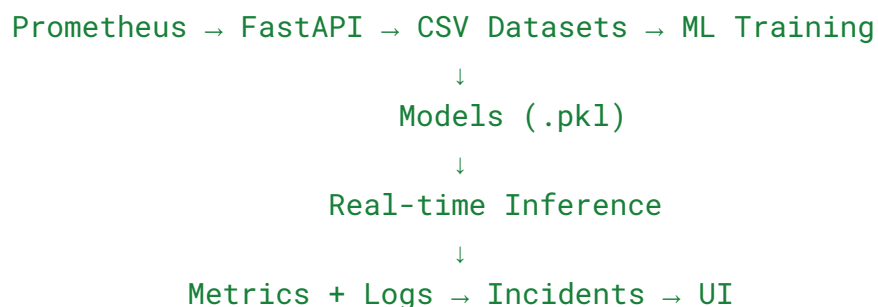 Prometheus → FastAPI → CSV Datasets → ML Training
↓
Models (.pkl)
↓
Real-time Inference
↓
Metrics + Logs → Incidents → UI